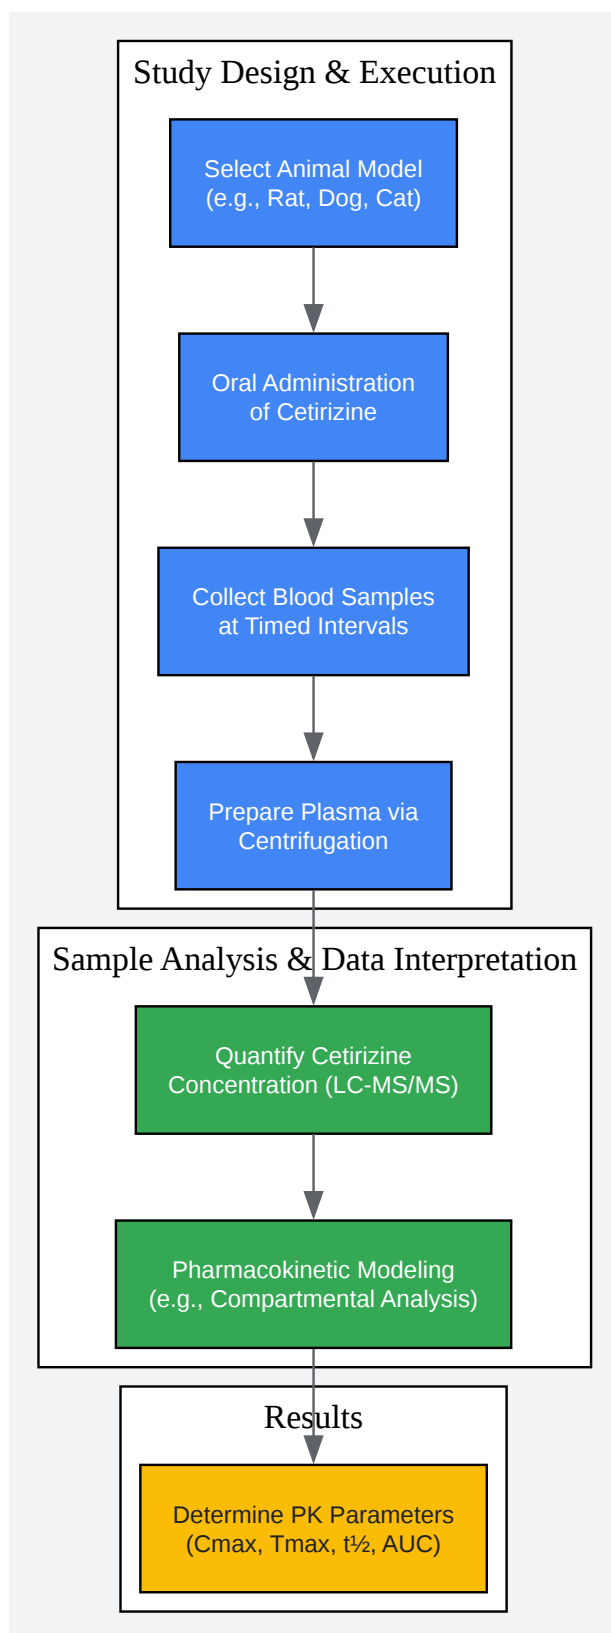 Study Design & Execution
Select Animal Model
(e.g., Rat, Dog, Cat)
Oral Administration
of Cetirizine
Collect Blood Samples
at Timed Intervals
Prepare Plasma via
Centrifugation
Sample Analysis & Data Interpretation
Quantify Cetirizine
Concentration (LC-MS/MS)
Pharmacokinetic Modeling
(e.g., Compartmental Analysis)
Results
Determine PK Parameters
(Cmax, Tmax, t½, AUC)